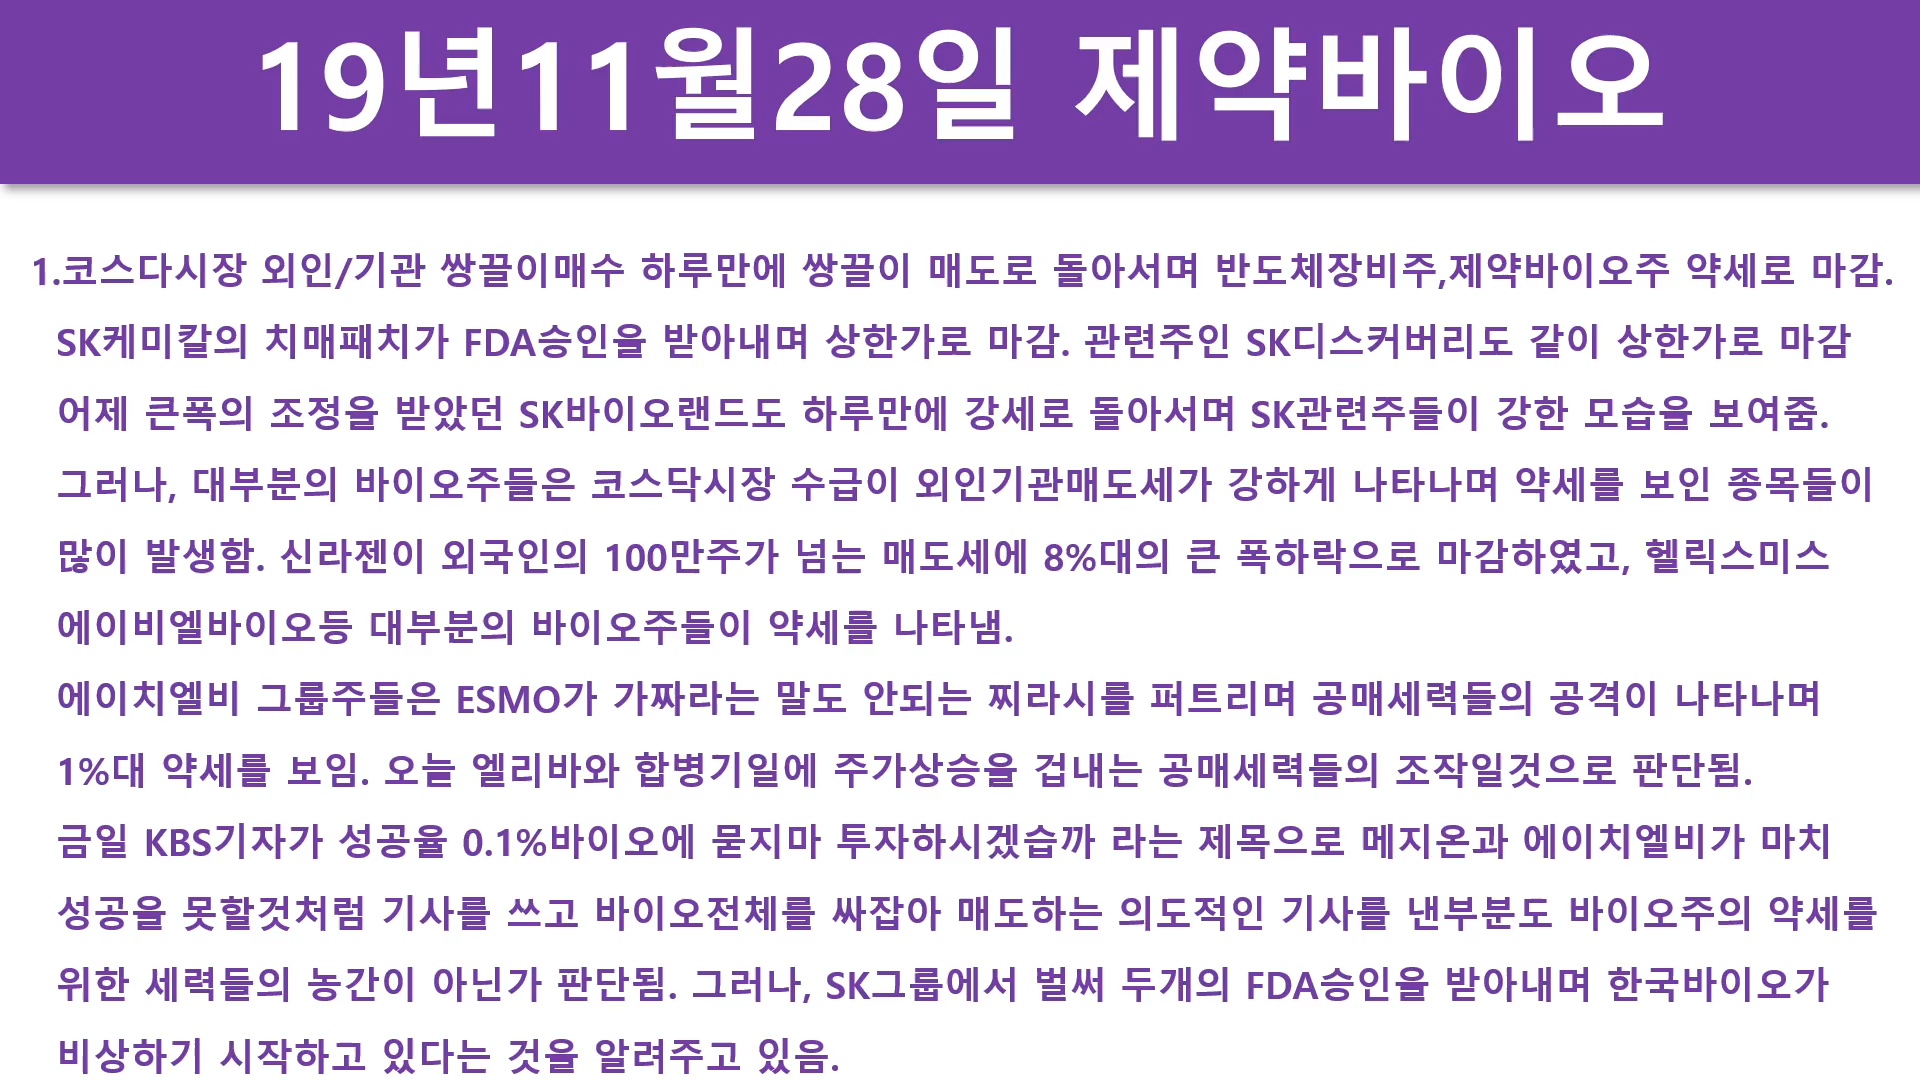 19년11월28일 제약바이오
1.코스다시장 외인/기관 쌍끌이매수 하루만에 쌍끌이 매도로 돌아서며 반도체장비주,제약바이오주 약세로 마감.
SK케미칼의 치매패치가 FDA승인을 받아내며 상한가로 마감. 관련주인 SK디스커버리도 같이 상한가로 마감
어제 큰폭의 조정을 받았던 SK바이오랜드도 하루만에 강세로 돌아서며 SK관련주들이 강한 모습을 보여줌.
그러나, 대부분의 바이오주들은 코스닥시장 수급이 외인기관매도세가 강하게 나타나며 약세를 보인 종목들이
많이 발생함. 신라젠이 외국인의 100만주가 넘는 매도세에 8%대의 큰 폭하락으로 마감하였고, 헬릭스미스
에이비엘바이오등 대부분의 바이오주들이 약세를 나타냄.
에이치엘비 그룹주들은 ESMO가 가짜라는 말도 안되는 찌라시를 퍼트리며 공매세력들의 공격이 나타나며
1%대 약세를 보임. 오늘 엘리바와 합병기일에 주가상승을 겁내는 공매세력들의 조작일것으로 판단됨.
금일 KBS기자가 성공율 0.1%바이오에 묻지마 투자하시겠습까 라는 제목으로 메지온과 에이치엘비가 마치
성공을 못할것처럼 기사를 쓰고 바이오전체를 싸잡아 매도하는 의도적인 기사를 낸부분도 바이오주의 약세를
위한 세력들의 농간이 아닌가 판단됨. 그러나, SK그룹에서 벌써 두개의 FDA승인을 받아내며 한국바이오가
비상하기 시작하고 있다는 것을 알려주고 있음.